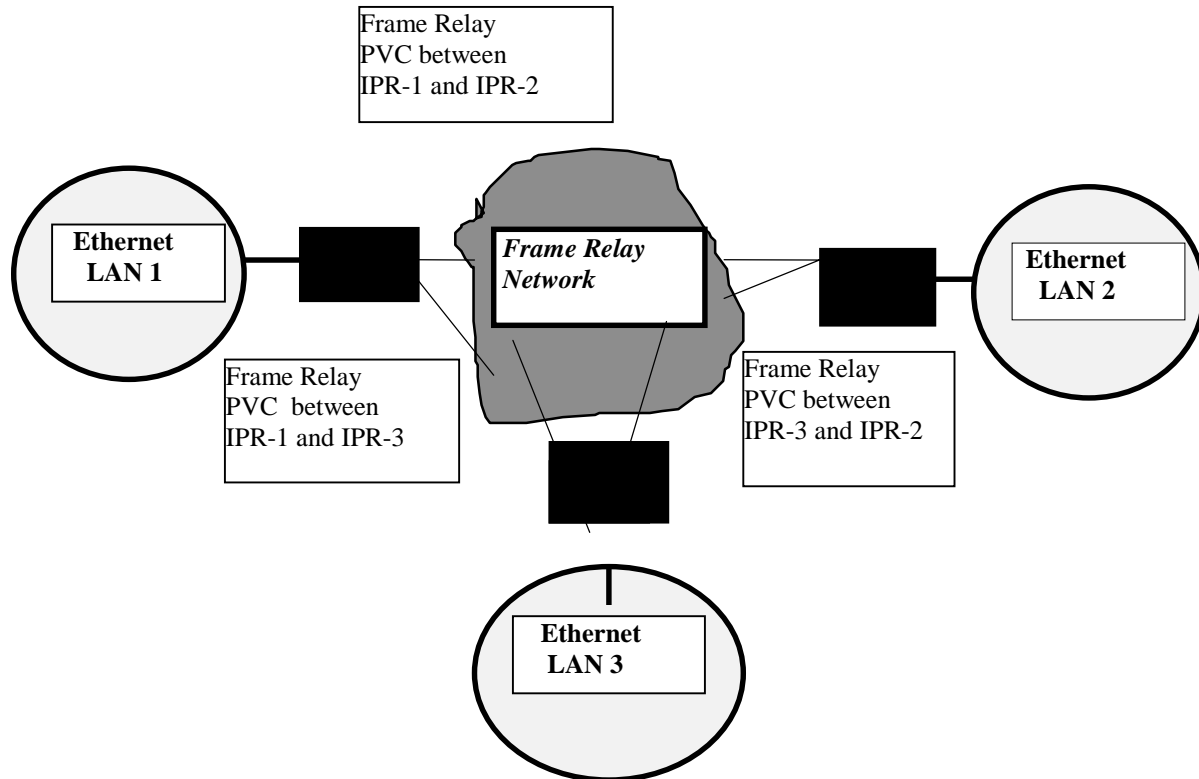 Frame Relay
PVC between
IPR-1 and IPR-2
Ethernet
LAN 1
Frame Relay
Network
Ethernet
LAN 2
Frame Relay
PVC between
IPR-1 and IPR-3
Frame Relay
PVC between
IPR-3 and IPR-2
Ethernet
LAN 3